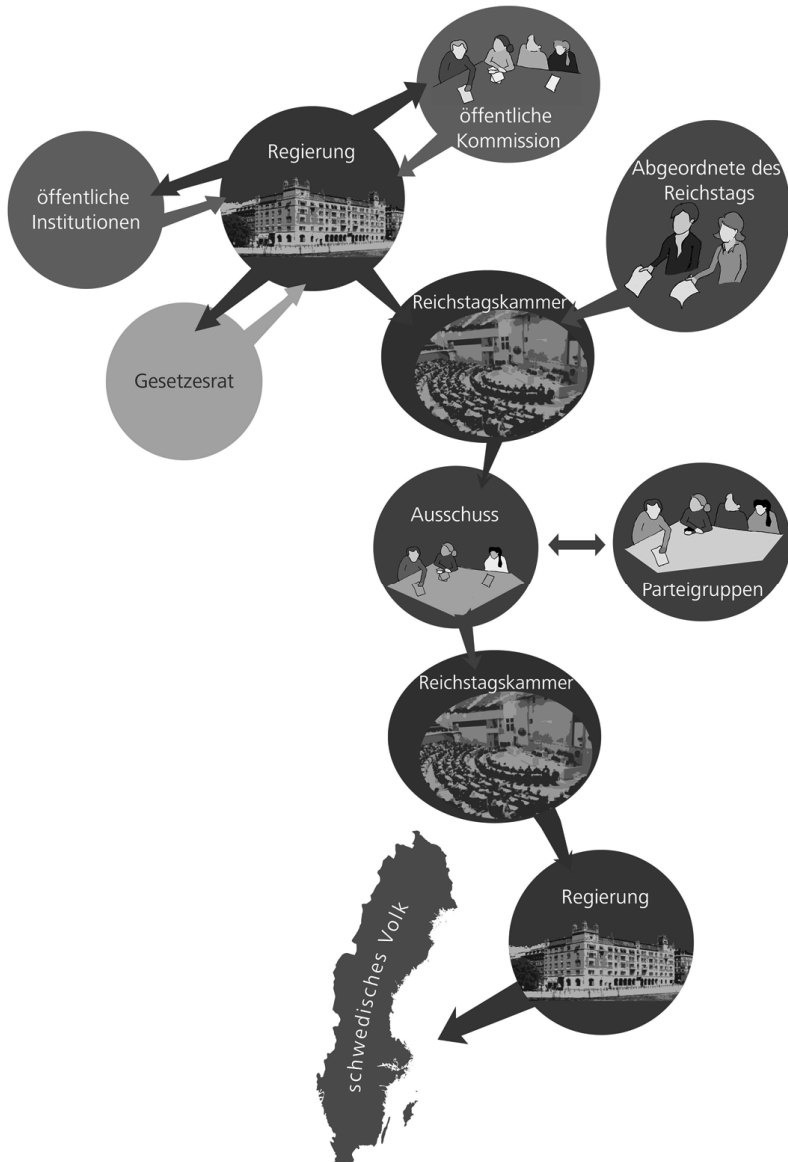 öffentliche
Kommission
Regierung
Abgeordnete des
Reichstags
öffentliche
Institutionen
Reichstagskammer
Gesetzesrat
Ausschuss
Parteigruppen
Reichstagskammer
Regierung
schwedisches Volk